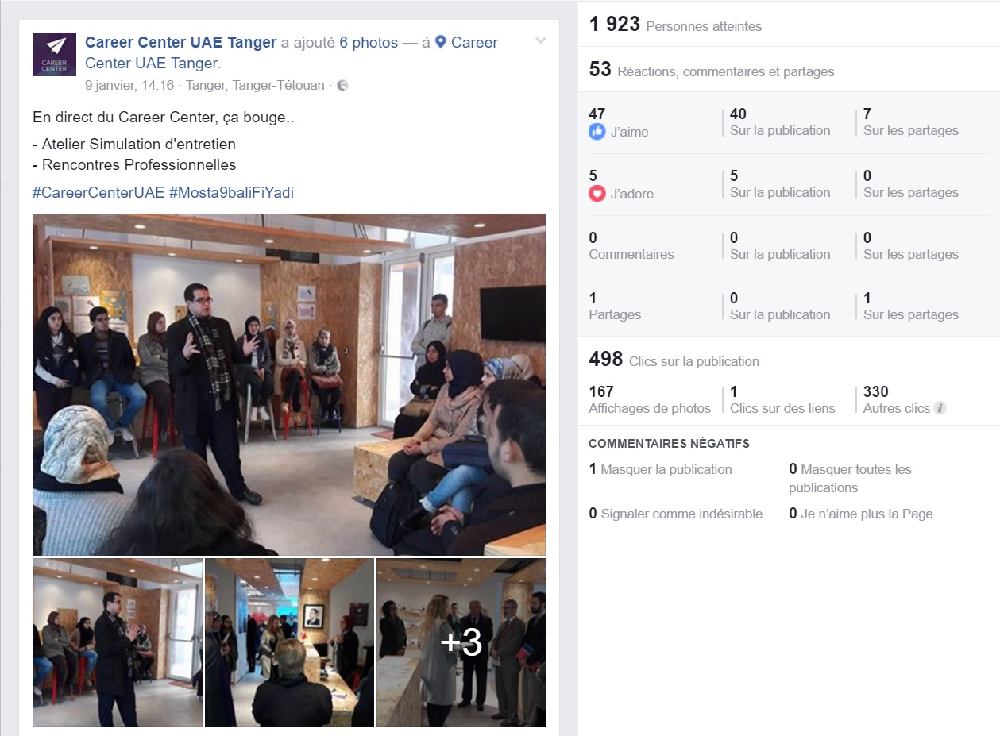 Career Center UAE Tanger a ajouté 6 photos — à Career
Center UAE Tanger.
CAREER
CENTER
9 janvier, 14:16 · Tanger, Tanger-Tétouan ·
En direct du Career Center, ça bouge..
- Atelier Simulation d'entretien
- Rencontres Professionnelles
#CareerCenterUAE #Mosta9baliFiYadi
+3
1 923 Personnes atteintes
53 Réactions, commentaires et partages
47 40 7
J'aime Sur la publication Sur les partages
5 5 0
J'adore Sur la publication Sur les partages
0 0 0
Commentaires Sur la publication Sur les partages
1 0 1
Partages Sur la publication Sur les partages
498 Clics sur la publication
167 1 330
Affichages de photos Clics sur des liens Autres clics
COMMENTAIRES NÉGATIFS
1 Masquer la publication 0 Masquer toutes les
publications
0 Signaler comme indésirable 0 Je n'aime plus la Page